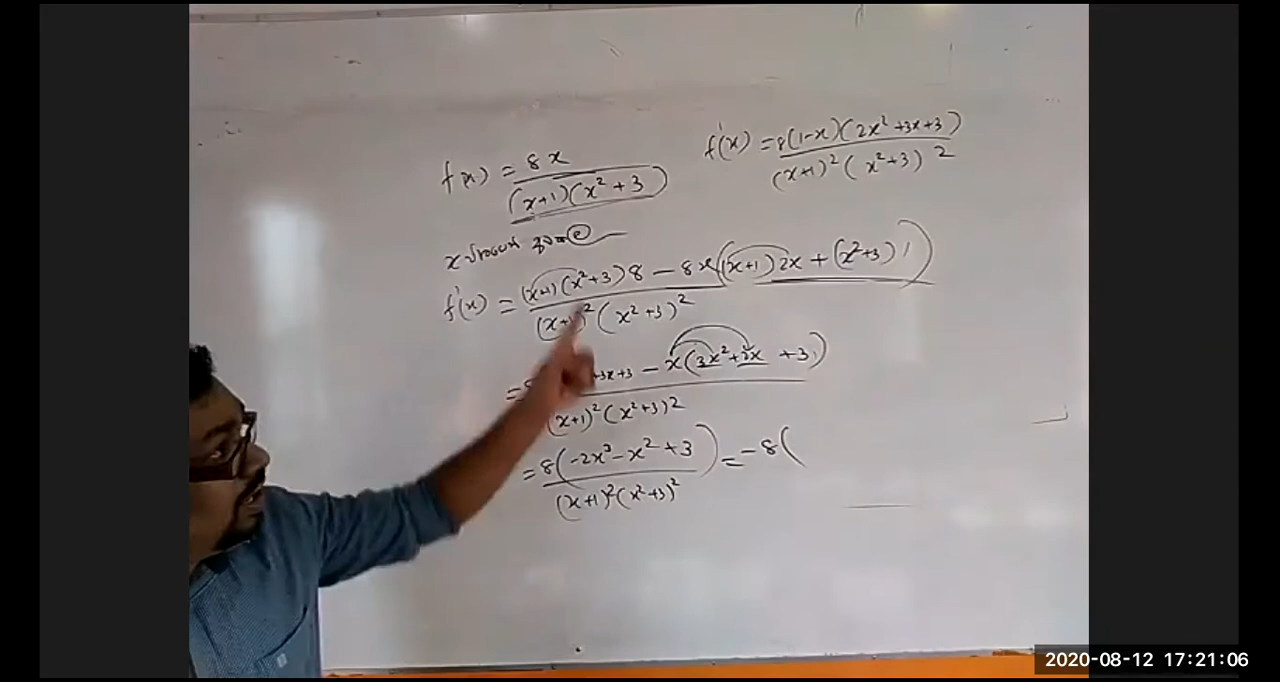 f(x) = 8x / (x+1)(x² + 3)
f'(x) = 8(1-x)(2x² + 3x + 3) / (x+1)² (x²+3)²
f'(x) = (x+1)(x²+3)8 - 8x((x+1)2x + (x²+3)1) / (x+1)² (x²+3)²
= +3x+3 - x(3x² + 2x + 3) / (x+1)² (x²+3)²
= 8(-2x³ - x² + 3) / (x+1)² (x²+3)² = -8(
2020-08-12 17:21:06